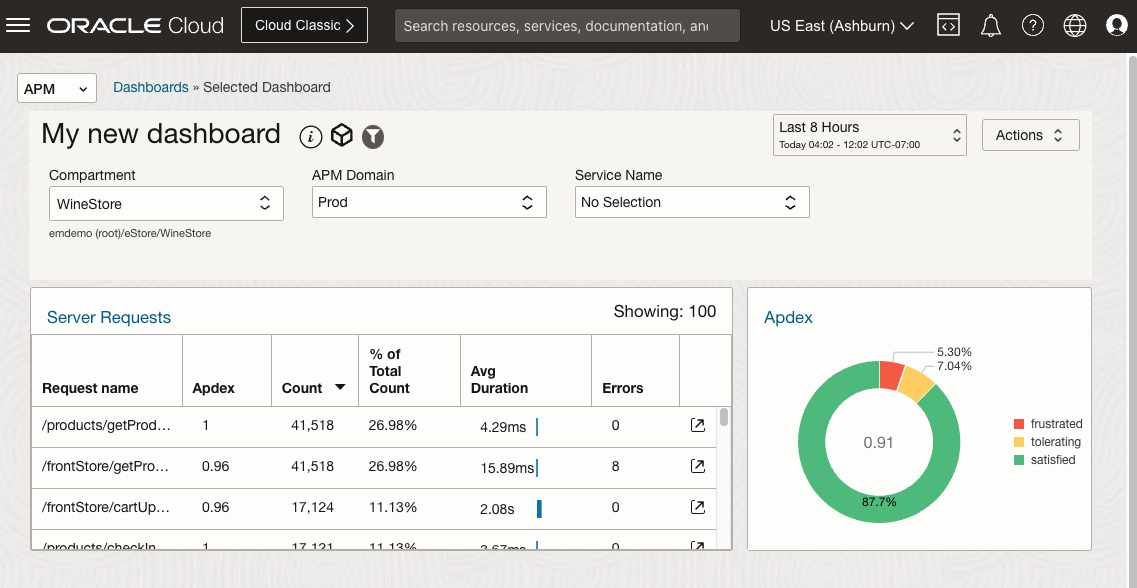 ORACLE Cloud
Cloud Classic
Search resources, services, documentation, an
US East (Ashburn)
APM
Dashboards » Selected Dashboard
My new dashboard
Last 8 Hours
Today 04:02 - 12:02 UTC-07:00
Actions
Compartment
APM Domain
Service Name
WineStore
Prod
No Selection
emdemo (root)/eStore/WineStore
Server Requests
Showing: 100
Request name
Apdex
Count
% of
Total
Count
Avg
Duration
Errors
/products/getProd... 1 41,518 26.98% 4.29ms 0
/frontStore/getPro... 0.96 41,518 26.98% 15.89ms 8
/frontStore/cartUp... 0.96 17,124 11.13% 2.08s 0
/products/checkIn 1 17,121 11.13% 3.67ms 0
Apdex
5.30%
7.04%
0.91
87.7%
frustrated
tolerating
satisfied